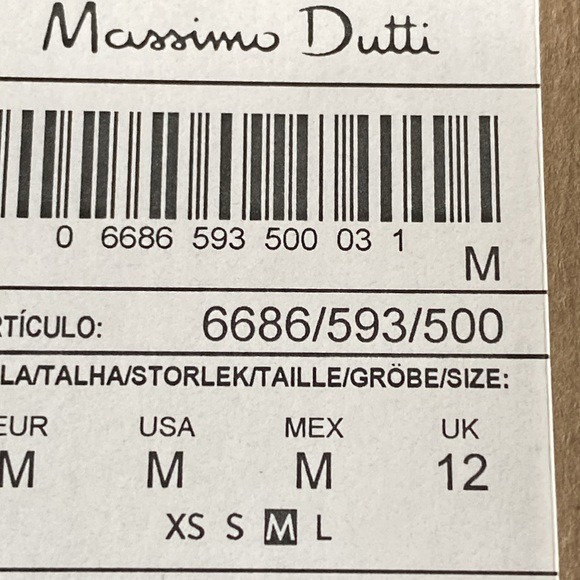 Massimo Dutti
0 6686 593 500 03 1
M
RTÍCULO: 6686/593/500
LA/TALHA/STORLEK/TAILLE/GRÖBE/SIZE:
EUR USA MEX UK
M M M 12
XS S M L